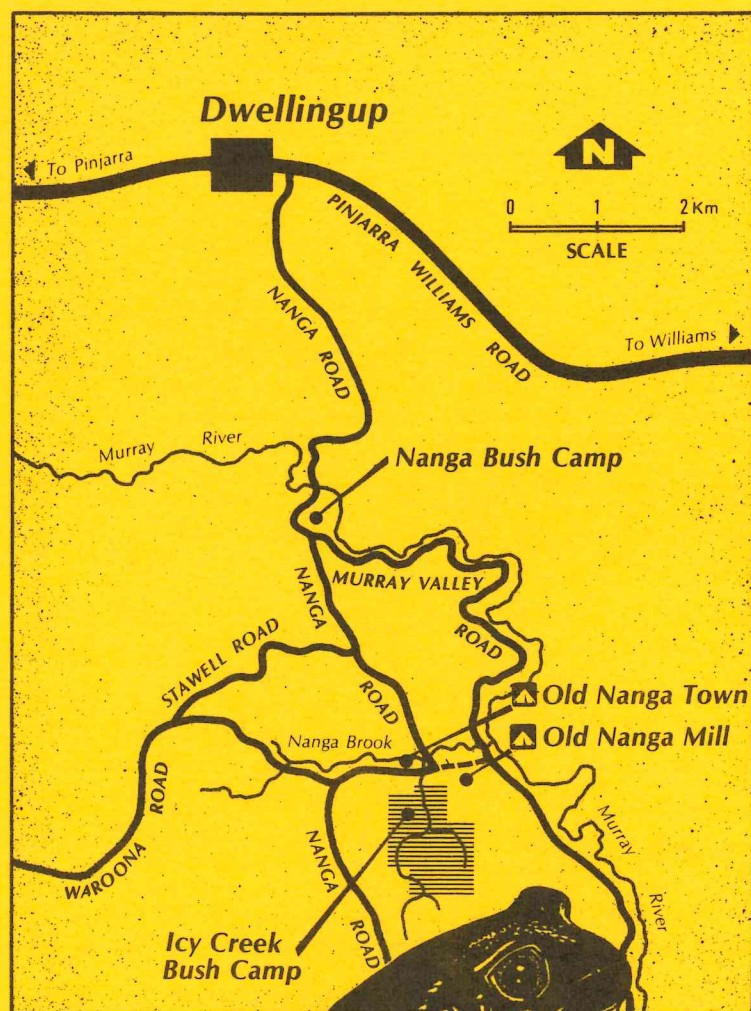 Dwellingup
To Pinjarra
N
0 1 2 Km
SCALE
PINJARRA WILLIAMS ROAD
To Williams
NANGA ROAD
Murray River
Nanga Bush Camp
MURRAY VALLEY ROAD
NANGA ROAD
STAWELL ROAD
Old Nanga Town
Nanga Brook
Old Nanga Mill
WAROONA ROAD
NANGA ROAD
Murray River
Icy Creek
Bush Camp